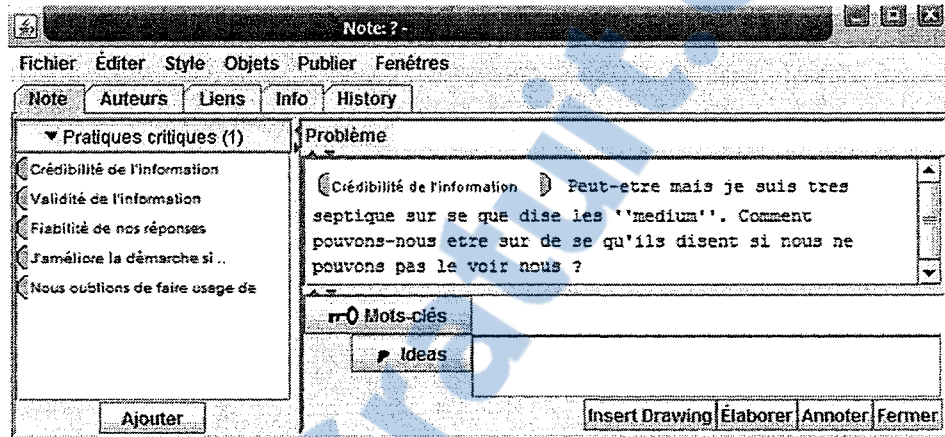 Note: ? -
Fichier Éditer Style Objets Publier Fenêtres
Note Auteurs Liens Info History
Pratiques critiques (1)
Crédibilité de l'information
Validité de l'information
Fiabilité de nos réponses
J'améliore la démarche si ..
Nous oublions de faire usage de
Ajouter
Problème
Crédibilité de l'information Peut-etre mais je suis tres
septique sur se que dise les ''medium''. Comment
pouvons-nous etre sur de se qu'ils disent si nous ne
pouvons pas le voir nous ?
Mots-clés
Ideas
Insert Drawing Élaborer Annoter Fermer